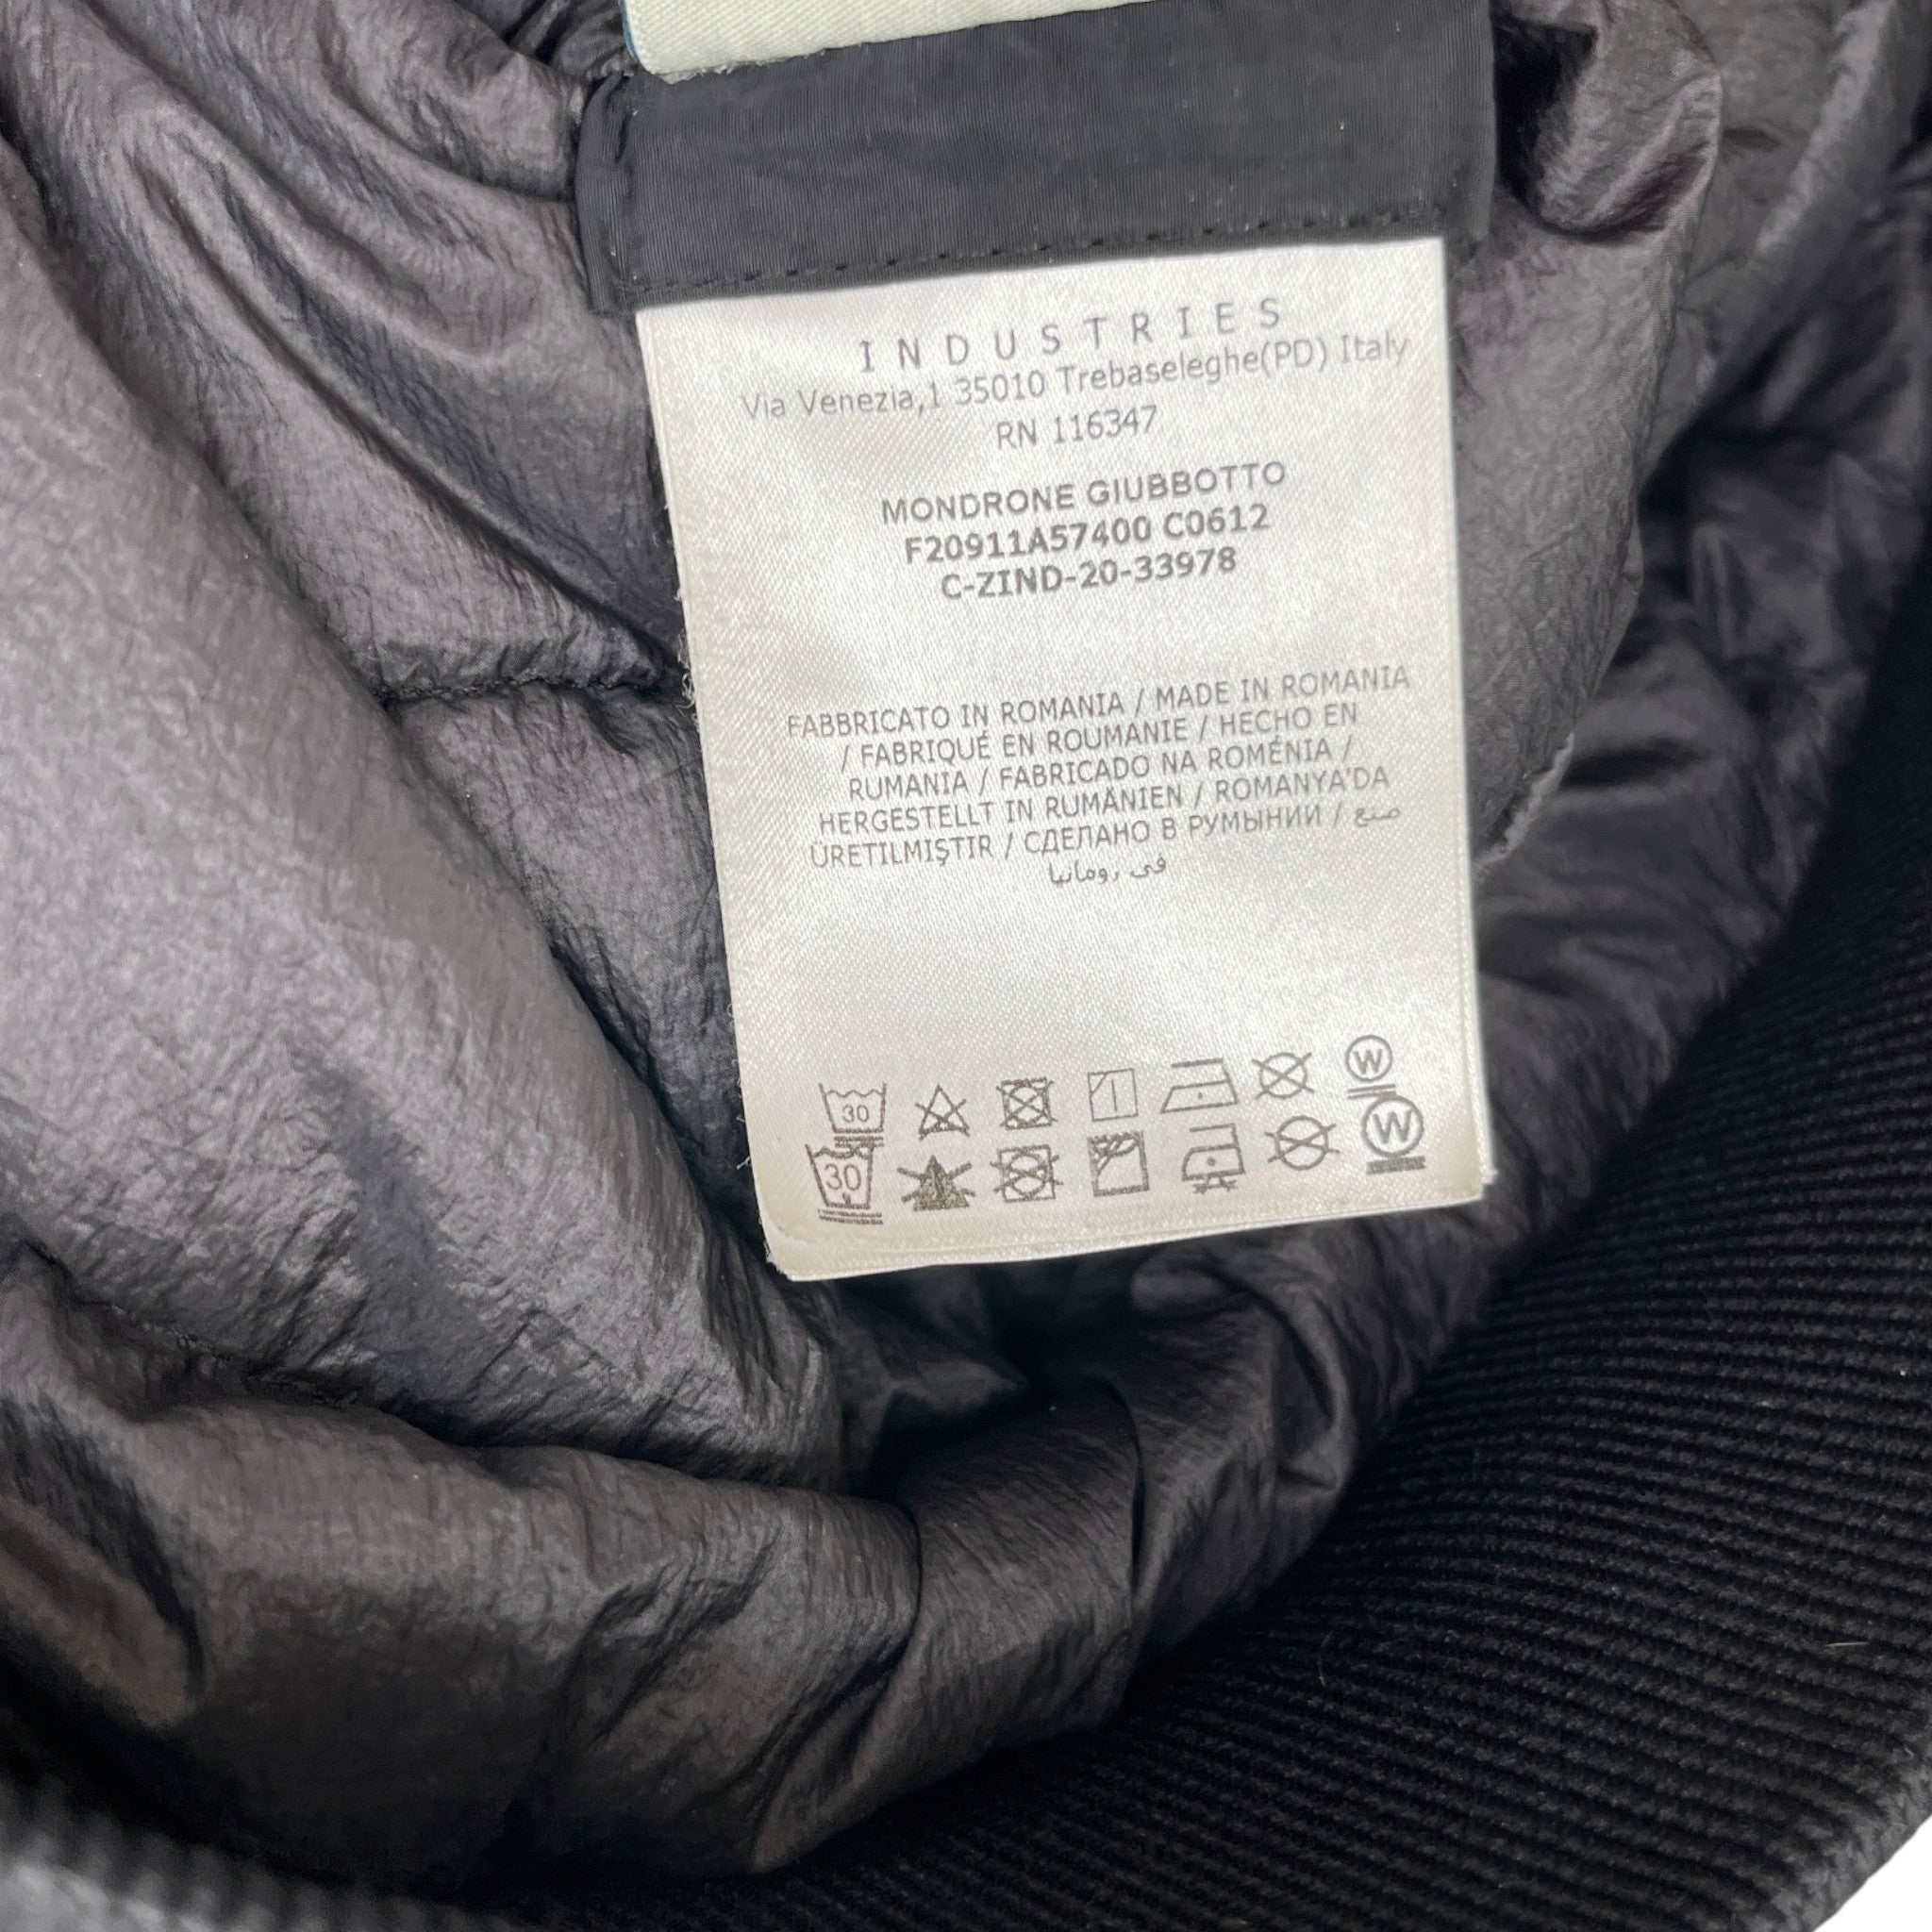 INDUSTRIES
Via Venezia,1 35010 Trebaseleghe(PD) Italy
RN 116347
MONDRONE GIUBBOTTO
F20911A57400 C0612
C-ZIND-20-33978
FABBRICATO IN ROMANIA / MADE IN ROMANIA
/ FABRIQUÉ EN ROUMANIE / HECHO EN
RUMANIA / FABRICADO NA ROMÉNIA /
HERGESTELLT IN RUMÄNIEN / ROMANYA'DA
ÜRETILMIŞTIR / СДЕЛАНО В РУМЫНИИ / صنع
في رومانيا
30 W
30 W